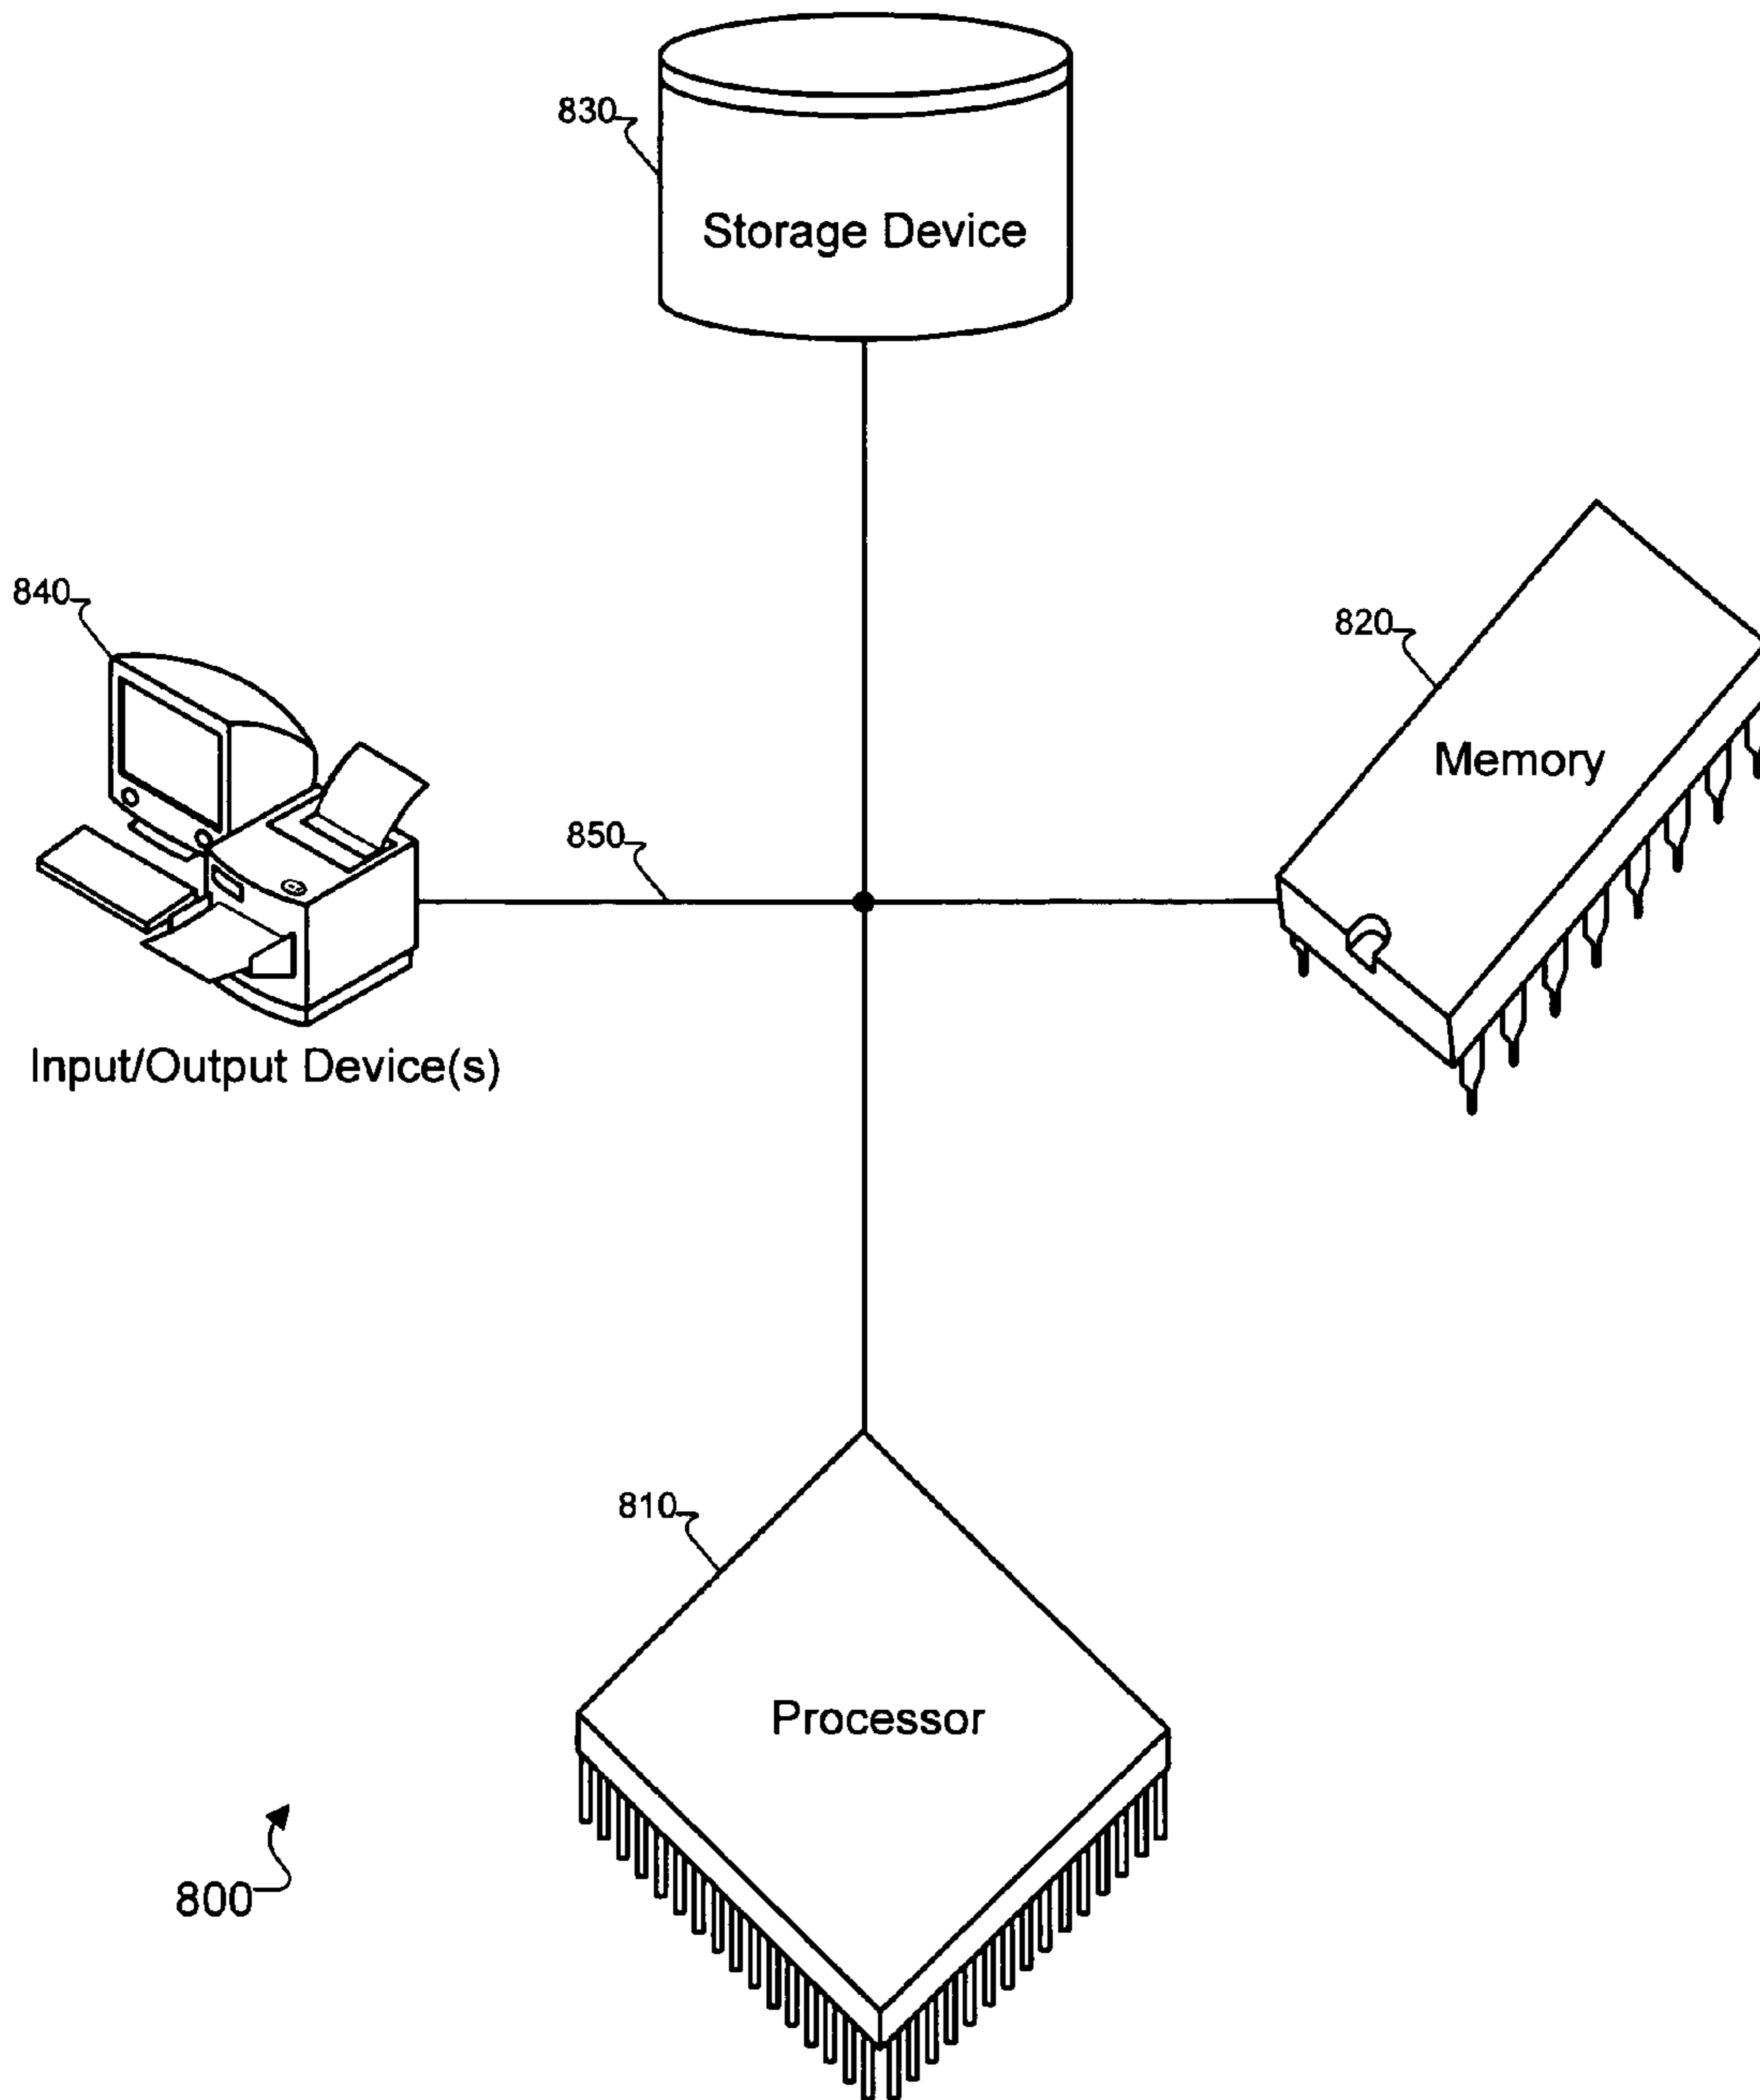 830
Storage Device
840
820
Memory
850
Input/Output Device(s)
810
Processor
800